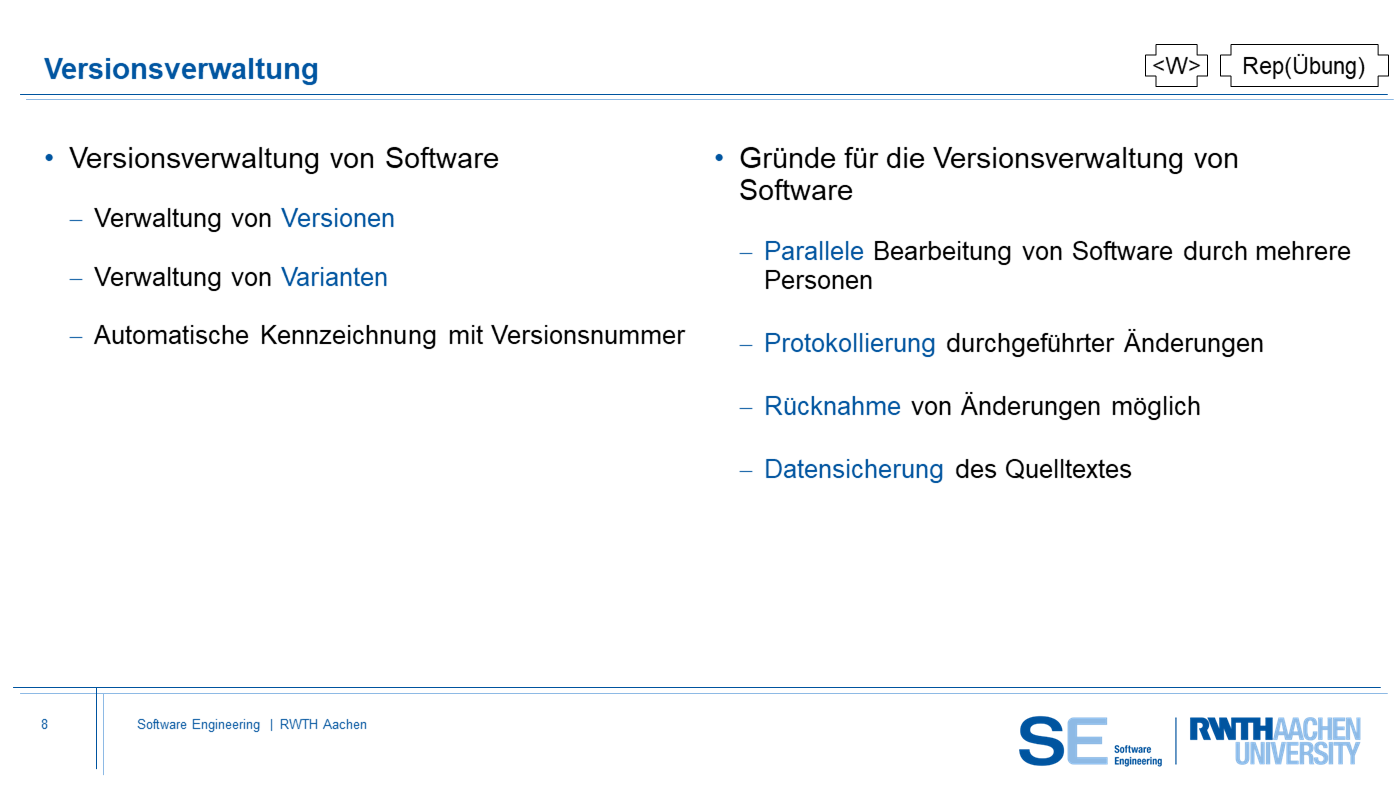 Versionsverwaltung
<W>
Rep(Übung)
• Versionsverwaltung von Software
– Verwaltung von Versionen
– Verwaltung von Varianten
– Automatische Kennzeichnung mit Versionsnummer
• Gründe für die Versionsverwaltung von
Software
– Parallele Bearbeitung von Software durch mehrere
Personen
– Protokollierung durchgeführter Änderungen
– Rücknahme von Änderungen möglich
– Datensicherung des Quelltextes
8
Software Engineering | RWTH Aachen
SE Software
Engineering
RWTHAACHEN
UNIVERSITY